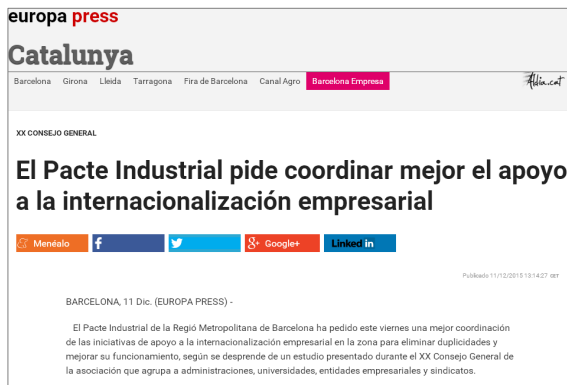 europa press
Catalunya
Barcelona Girona Lleida Tarragona Fira de Barcelona Canal Agro Barcelona Empresa Aldia.cat
XX CONSEJO GENERAL
El Pacte Industrial pide coordinar mejor el apoyo
a la internacionalización empresarial
Menéalo f g+ Google+ Linked in
Publicado 11/12/2015 13:14:27 CET
BARCELONA, 11 Dic. (EUROPA PRESS) -
El Pacte Industrial de la Regió Metropolitana de Barcelona ha pedido este viernes una mejor coordinación
de las iniciativas de apoyo a la internacionalización empresarial en la zona para eliminar duplicidades y
mejorar su funcionamiento, según se desprende de un estudio presentado durante el XX Consejo General de
la asociación que agrupa a administraciones, universidades, entidades empresariales y sindicatos.